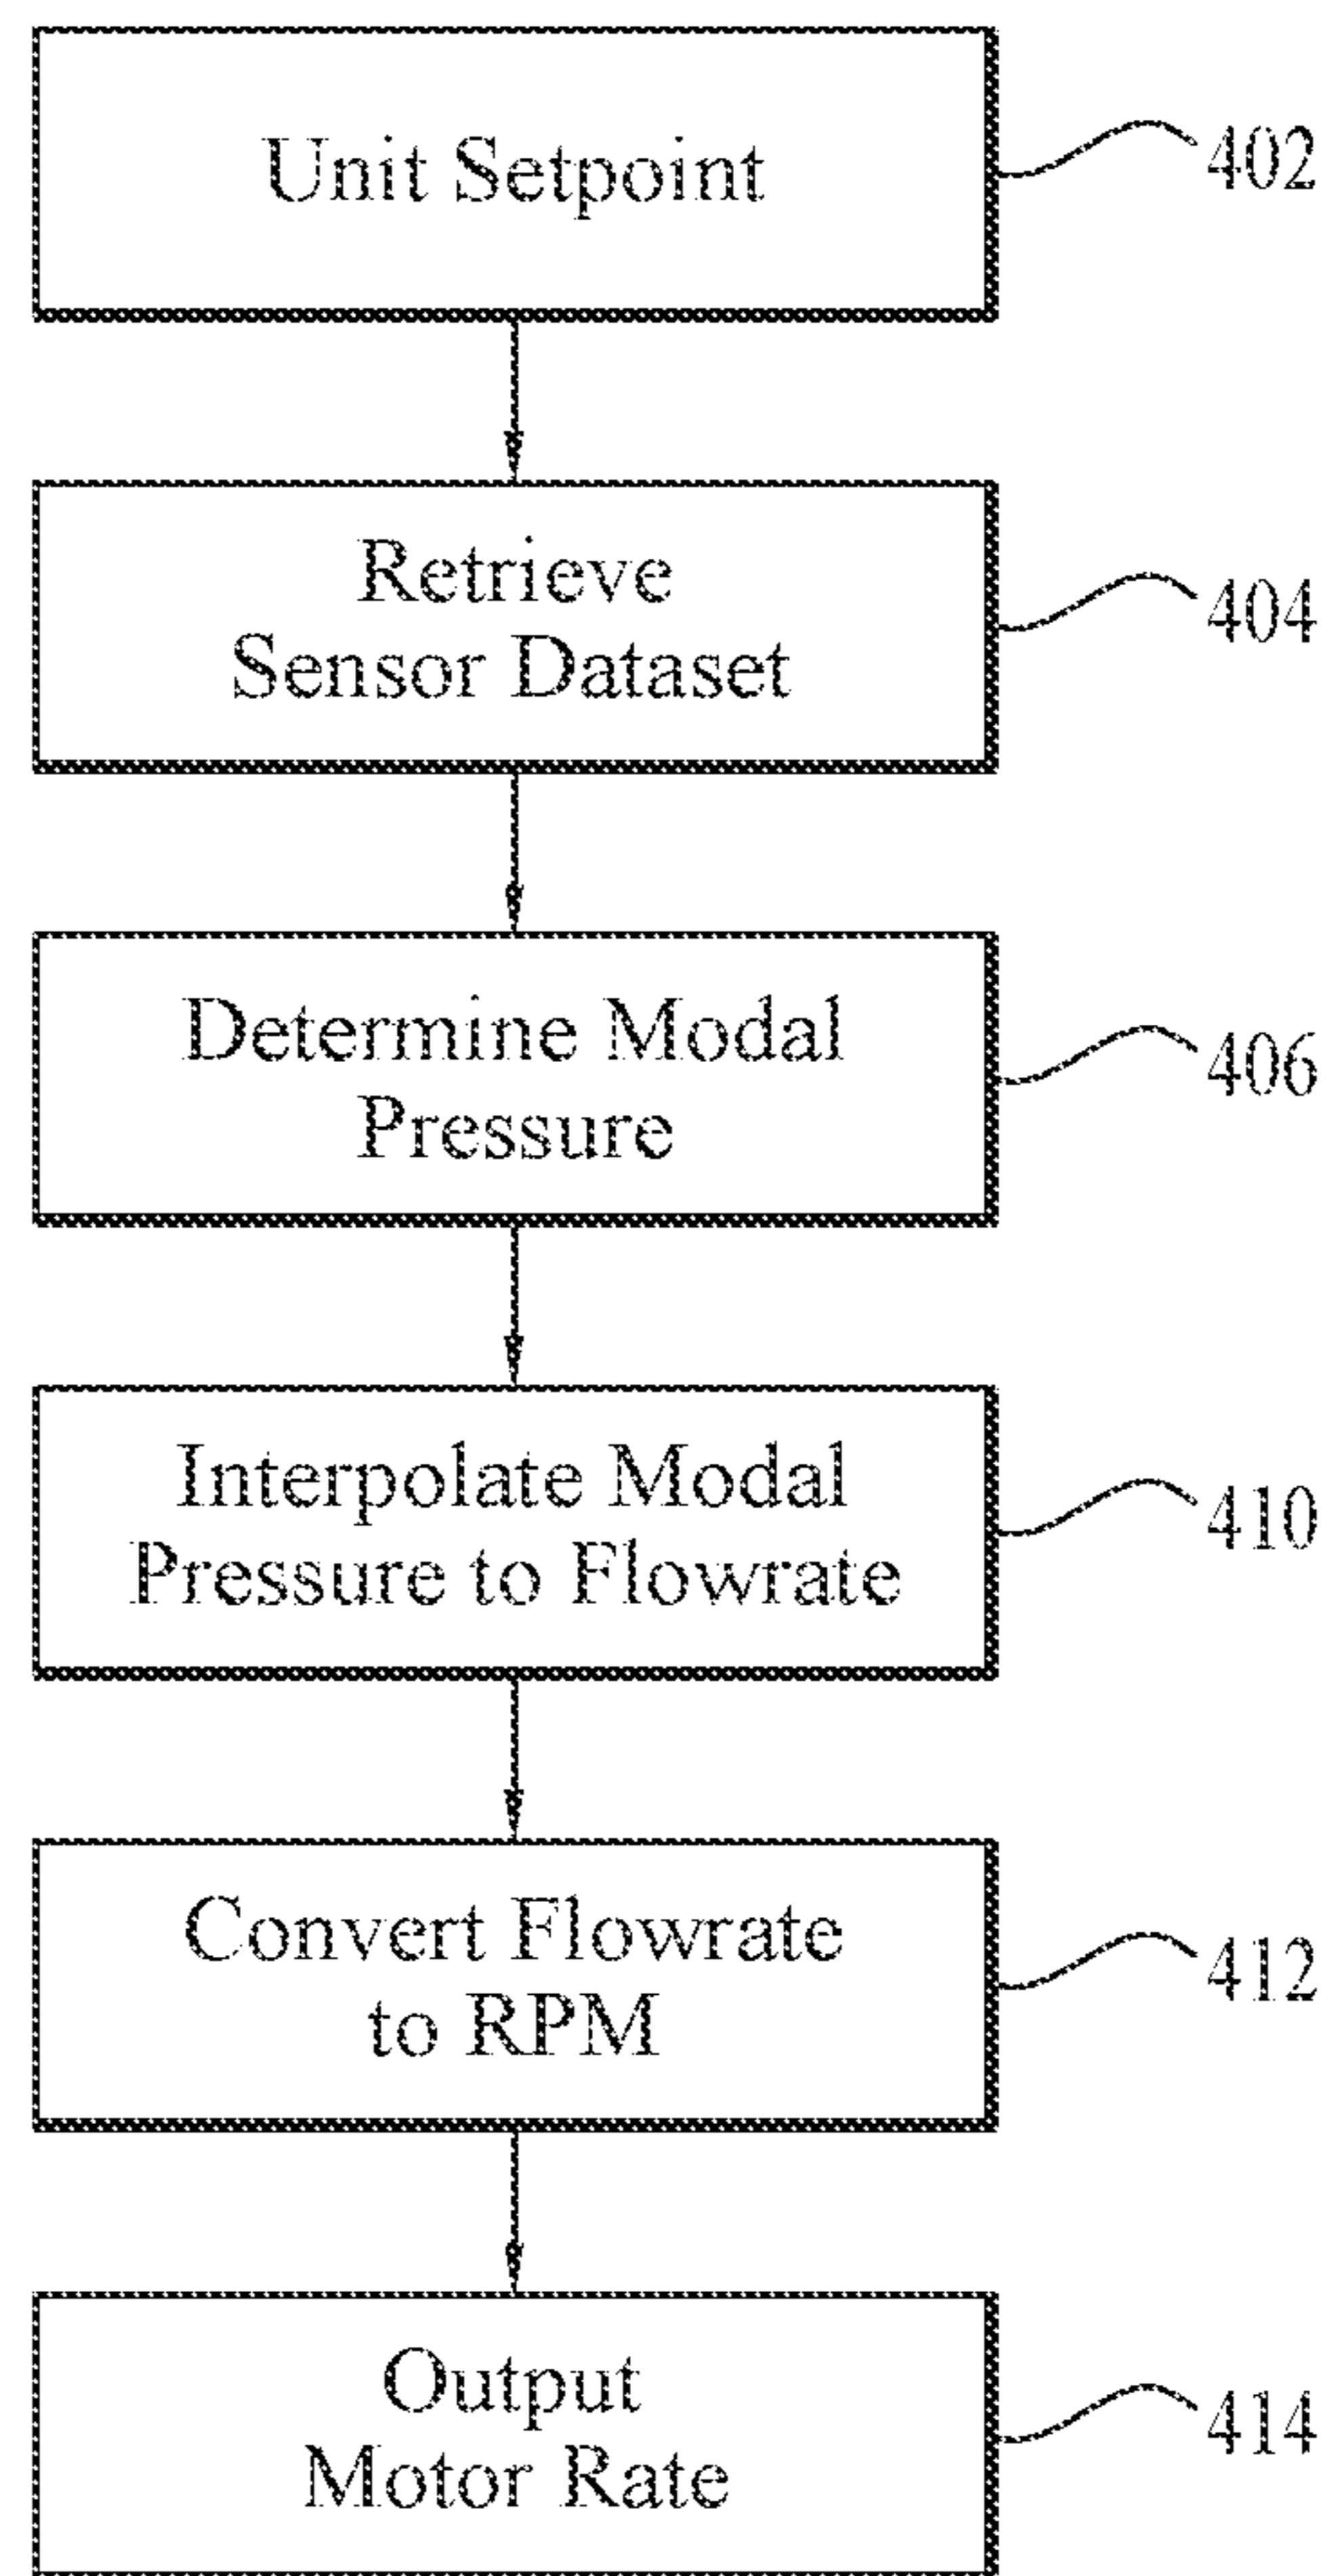 Unit Setpoint
402
Retrieve
Sensor Dataset
404
Determine Modal
Pressure
406
Interpolate Modal
Pressure to Flowrate
410
Convert Flowrate
to RPM
412
Output
Motor Rate
414